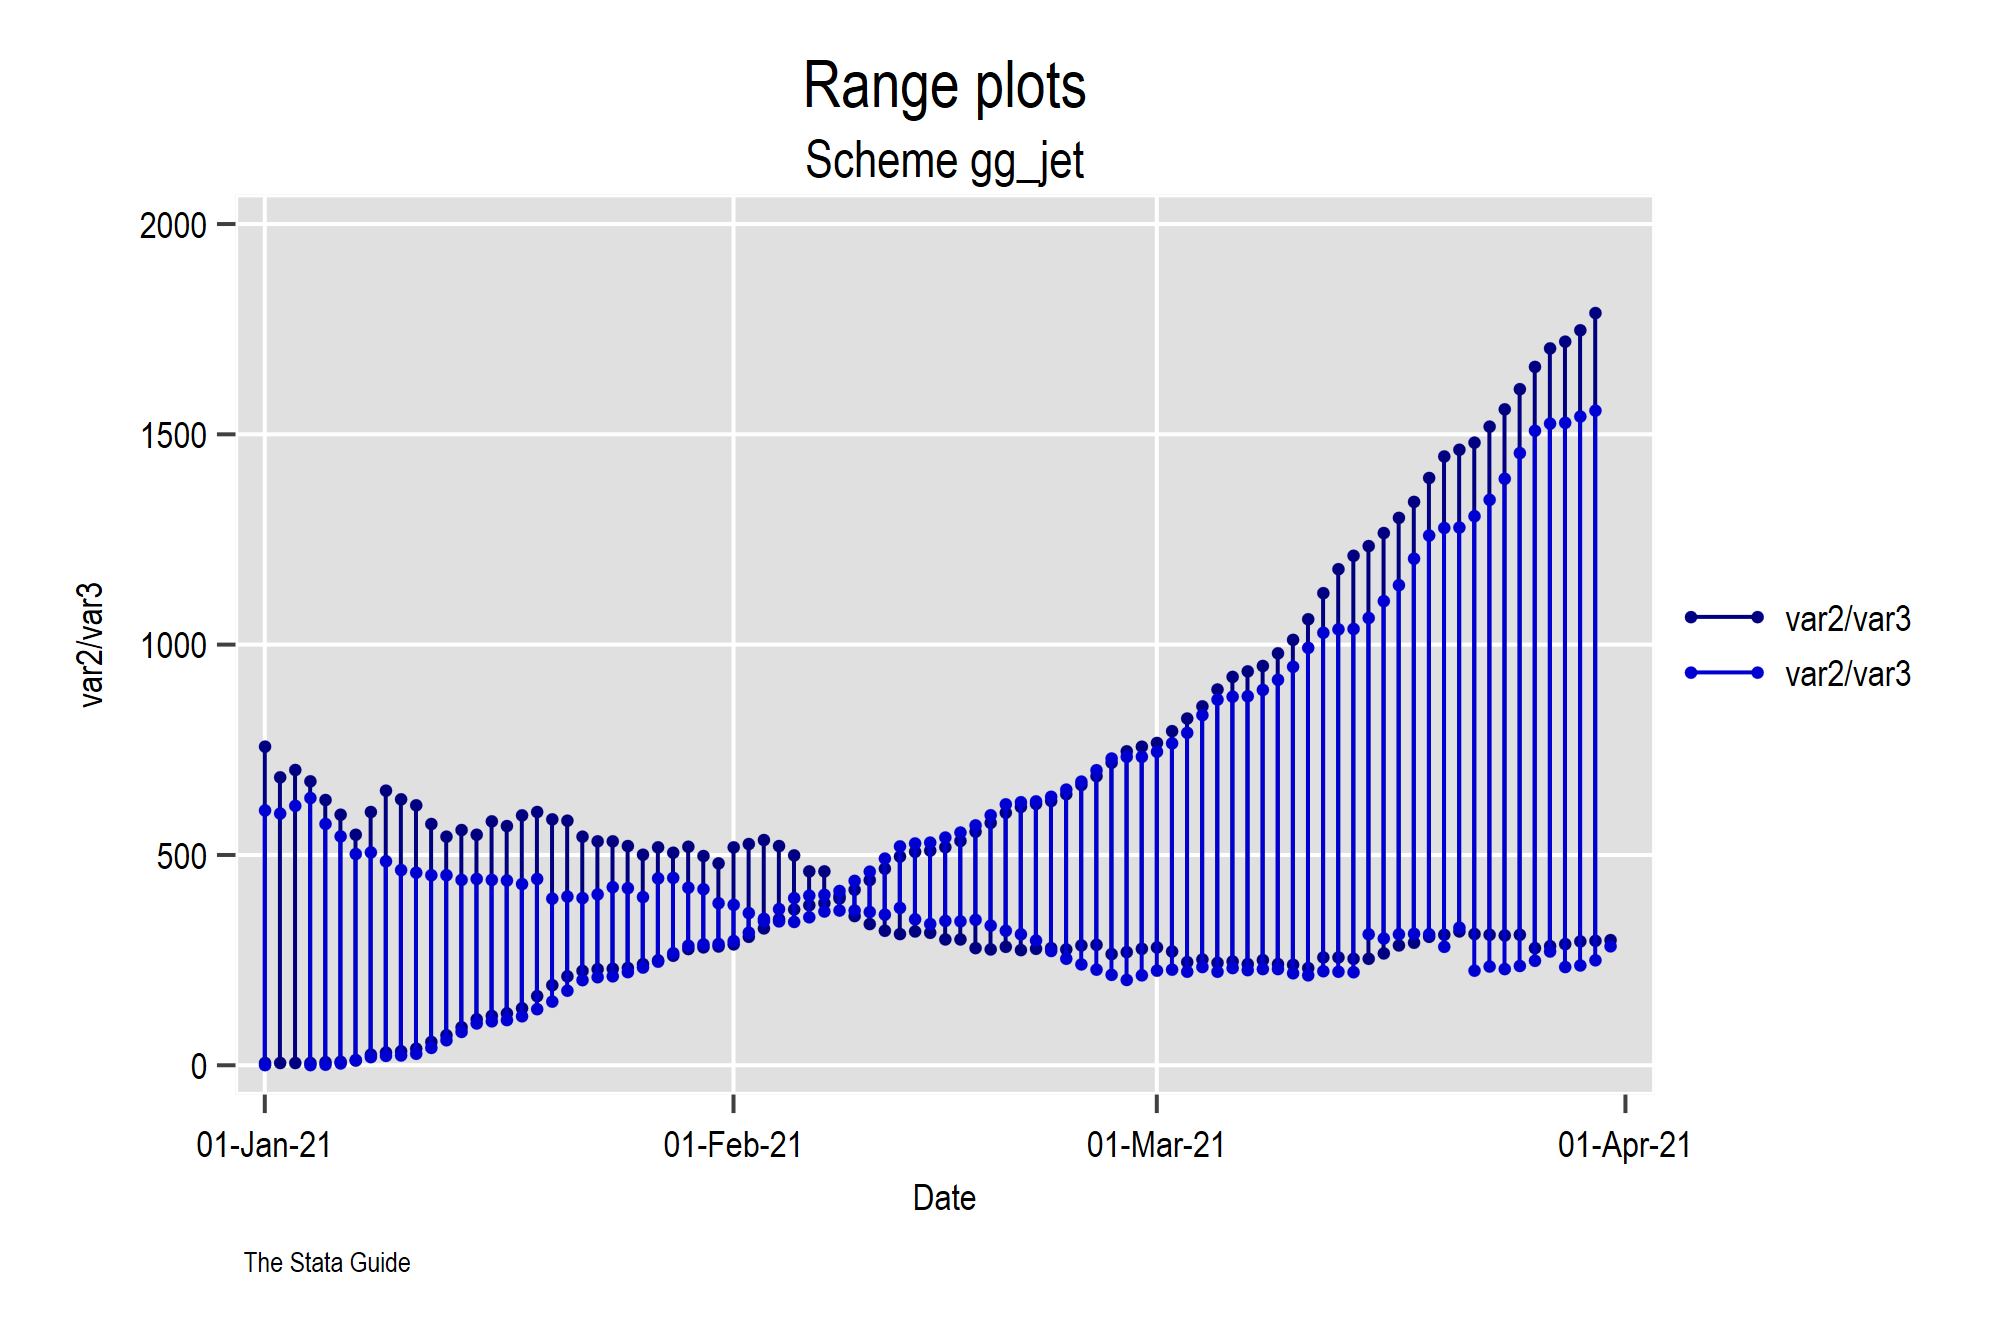 Range plots
Scheme gg_jet
2000
1500
1000
500
0
var2/var3
var2/var3
var2/var3
01-Jan-21
01-Feb-21
01-Mar-21
01-Apr-21
Date
The Stata Guide